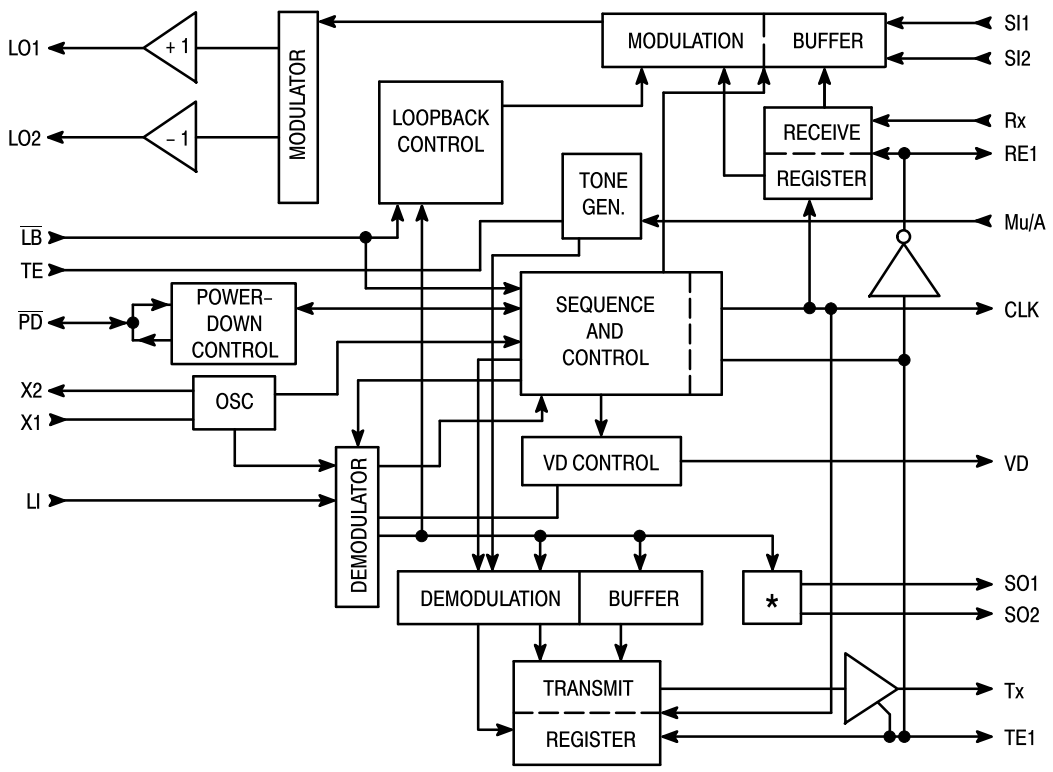 LO1
+ 1
MODULATOR
MODULATION
BUFFER
SI1
SI2
LO2
– 1
LOOPBACK
CONTROL
RECEIVE
REGISTER
Rx
RE1
TONE
GEN.
Mu/A
L̅B̅
TE
P̅D̅
POWER–
DOWN
CONTROL
SEQUENCE
AND
CONTROL
CLK
X2
X1
OSC
VD CONTROL
VD
LI
DEMODULATOR
DEMODULATION
BUFFER
*
SO1
SO2
TRANSMIT
REGISTER
Tx
TE1